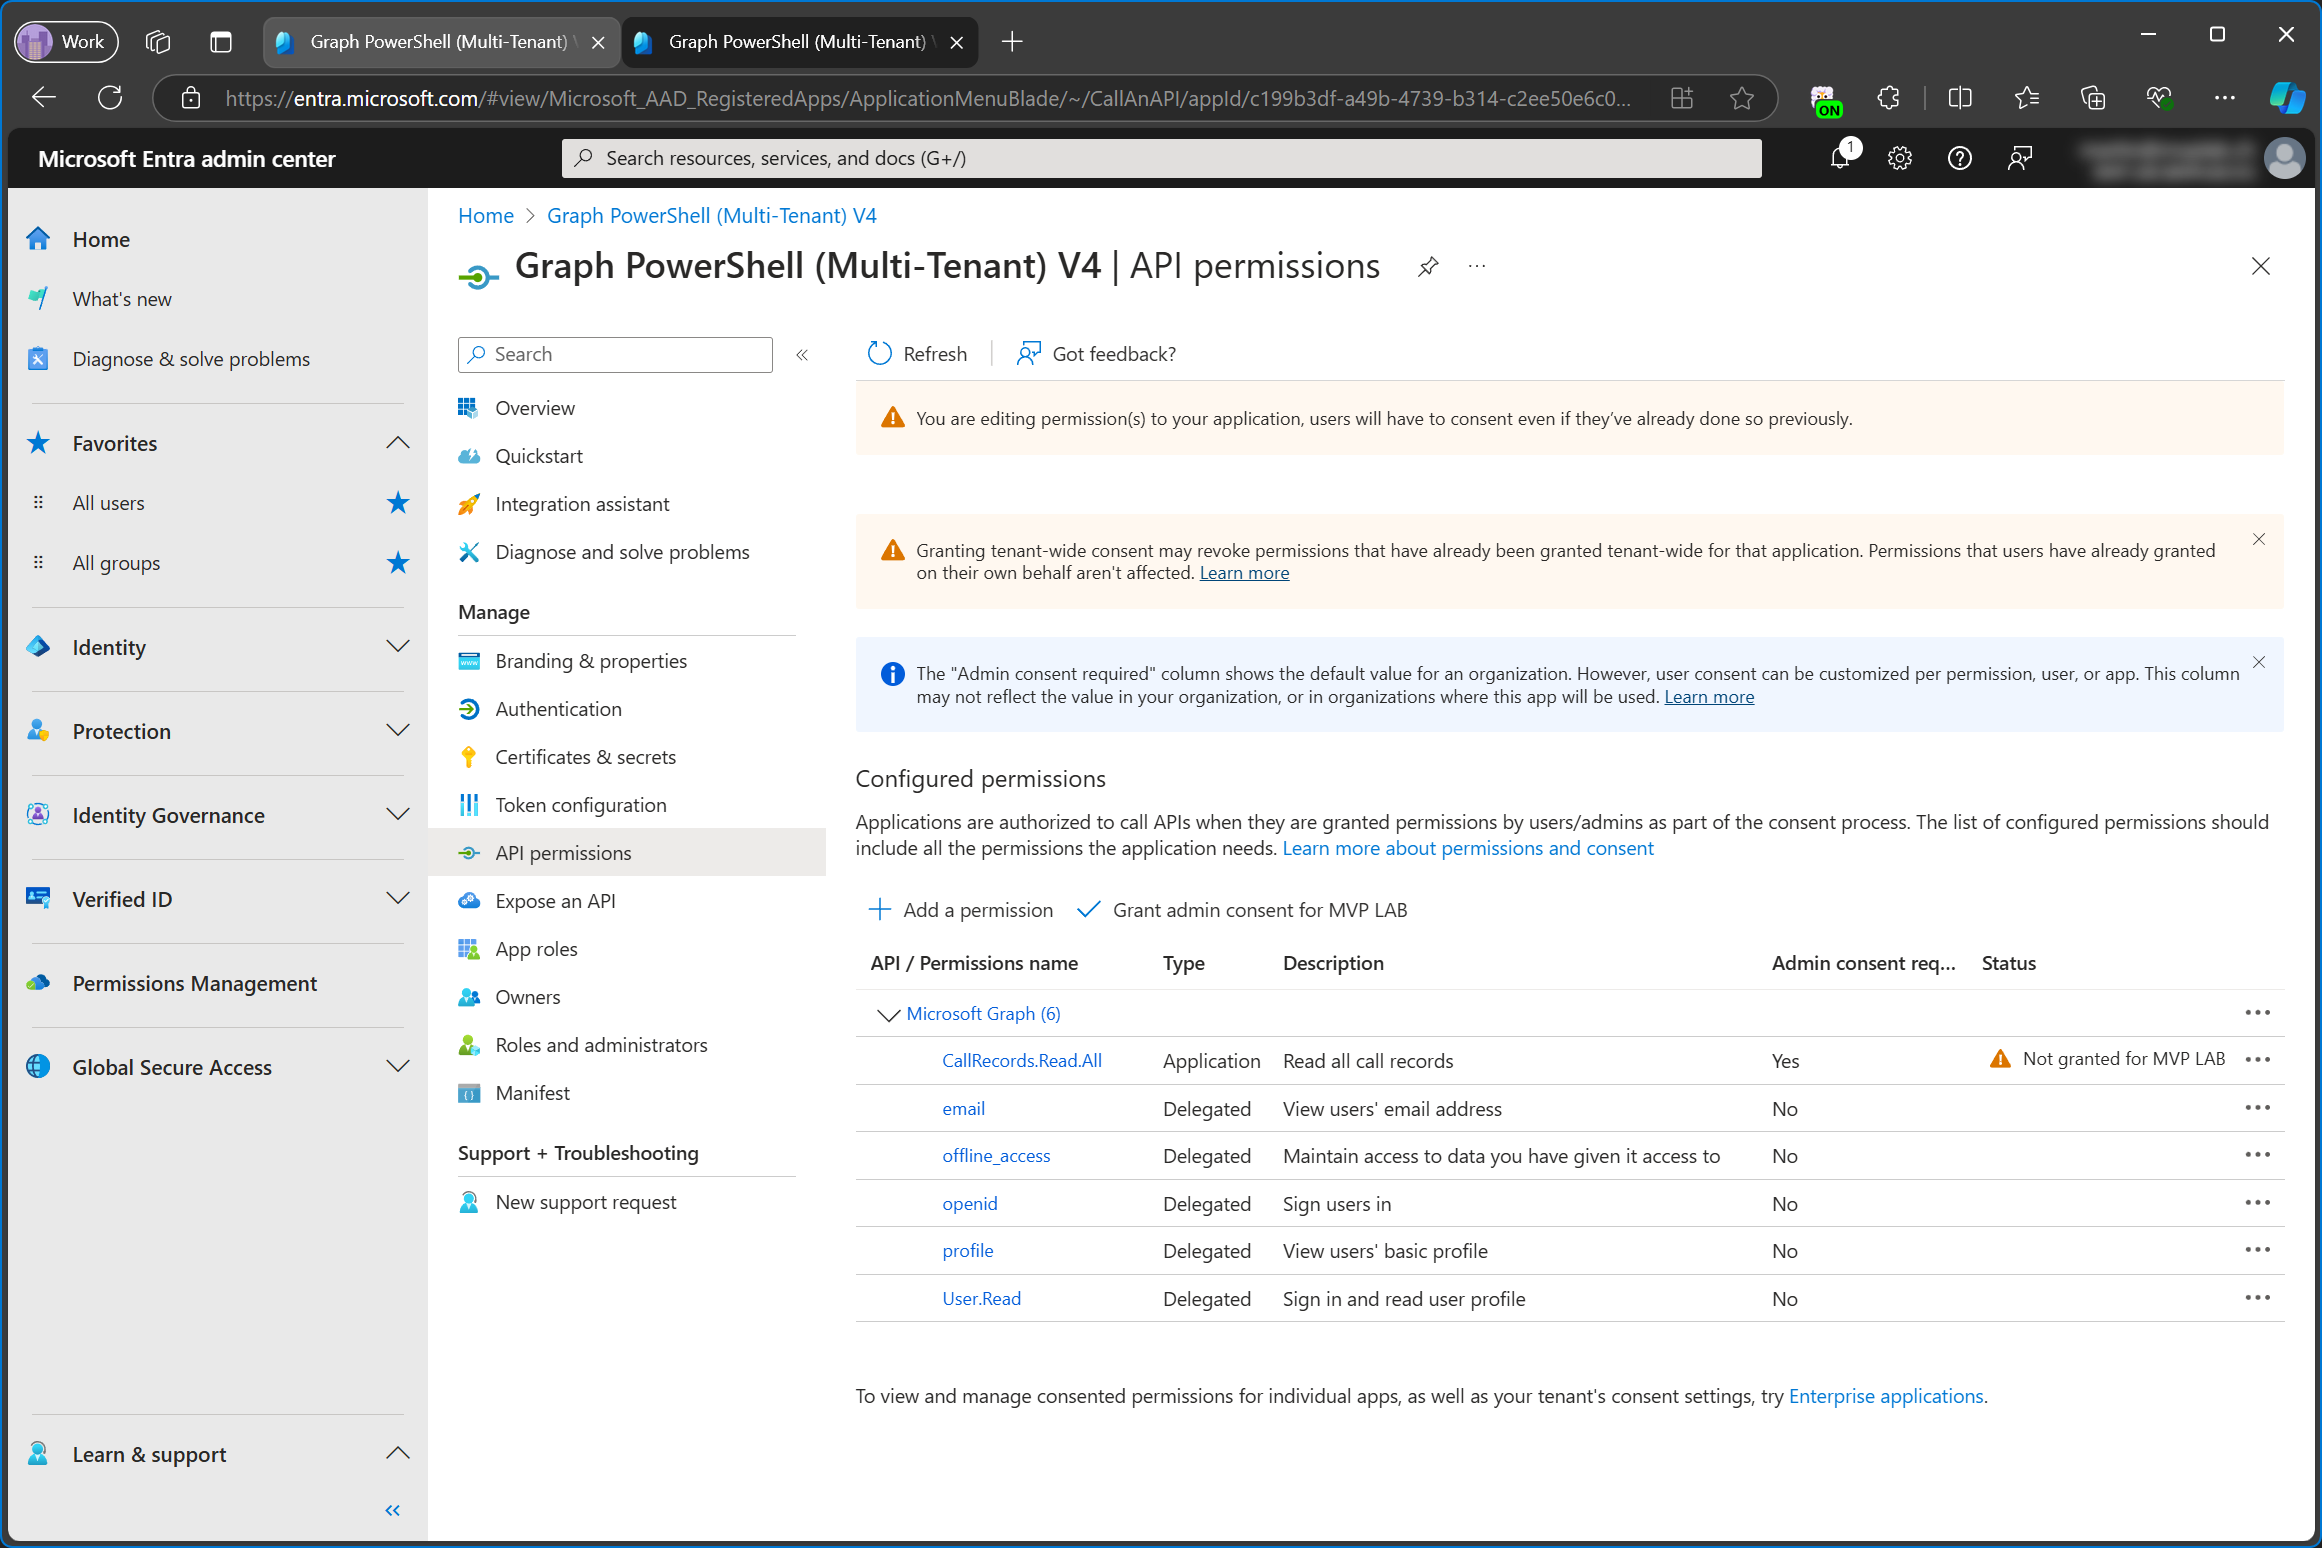 Work
Graph PowerShell (Multi-Tenant)
Graph PowerShell (Multi-Tenant)
https://entra.microsoft.com/#view/Microsoft_AAD_RegisteredApps/ApplicationMenuBlade/~/CallAnAPI/appId/c199b3df-a49b-4739-b314-c2ee50e6c0...
ON
Microsoft Entra admin center
Search resources, services, and docs (G+/)
1
Home
What's new
Diagnose & solve problems
Favorites
All users
All groups
Identity
Protection
Identity Governance
Verified ID
Permissions Management
Global Secure Access
Learn & support
Home > Graph PowerShell (Multi-Tenant) V4
Graph PowerShell (Multi-Tenant) V4 | API permissions
Search
Overview
Quickstart
Integration assistant
Diagnose and solve problems
Manage
Branding & properties
Authentication
Certificates & secrets
Token configuration
API permissions
Expose an API
App roles
Owners
Roles and administrators
Manifest
Support + Troubleshooting
New support request
Refresh
Got feedback?
You are editing permission(s) to your application, users will have to consent even if they’ve already done so previously.
Granting tenant-wide consent may revoke permissions that have already been granted tenant-wide for that application. Permissions that users have already granted
on their own behalf aren't affected. Learn more
The "Admin consent required" column shows the default value for an organization. However, user consent can be customized per permission, user, or app. This column
may not reflect the value in your organization, or in organizations where this app will be used. Learn more
Configured permissions
Applications are authorized to call APIs when they are granted permissions by users/admins as part of the consent process. The list of configured permissions should
include all the permissions the application needs. Learn more about permissions and consent
Add a permission
Grant admin consent for MVP LAB
API / Permissions name Type Description Admin consent req... Status
Microsoft Graph (6)
CallRecords.Read.All Application Read all call records Yes Not granted for MVP LAB
email Delegated View users' email address No
offline_access Delegated Maintain access to data you have given it access to No
openid Delegated Sign users in No
profile Delegated View users' basic profile No
User.Read Delegated Sign in and read user profile No
To view and manage consented permissions for individual apps, as well as your tenant's consent settings, try Enterprise applications.